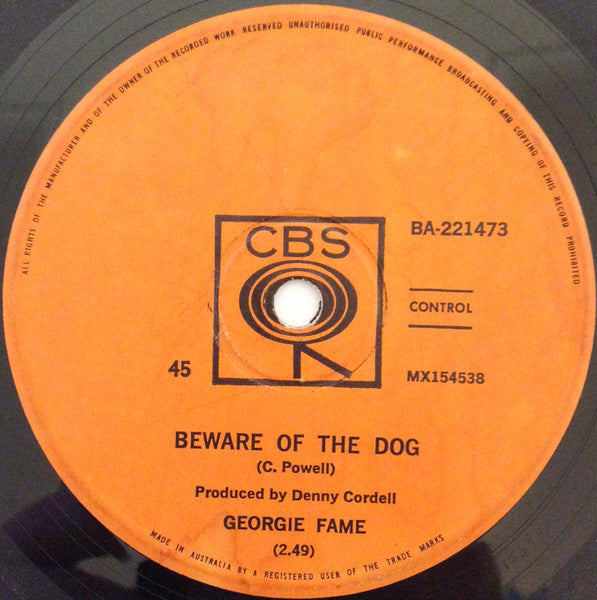 ALL RIGHTS OF THE MANUFACTURER AND OF THE OWNER OF THE RECORDED WORK RESERVED UNAUTHORISED PUBLIC PERFORMANCE BROADCASTING AND COPYING OF THIS RECORD PROHIBITED
CBS
BA-221473
CONTROL
45
MX154538
BEWARE OF THE DOG
(C. Powell)
Produced by Denny Cordell
GEORGIE FAME
(2.49)
MADE IN AUSTRALIA BY A REGISTERED USER OF THE TRADE MARKS